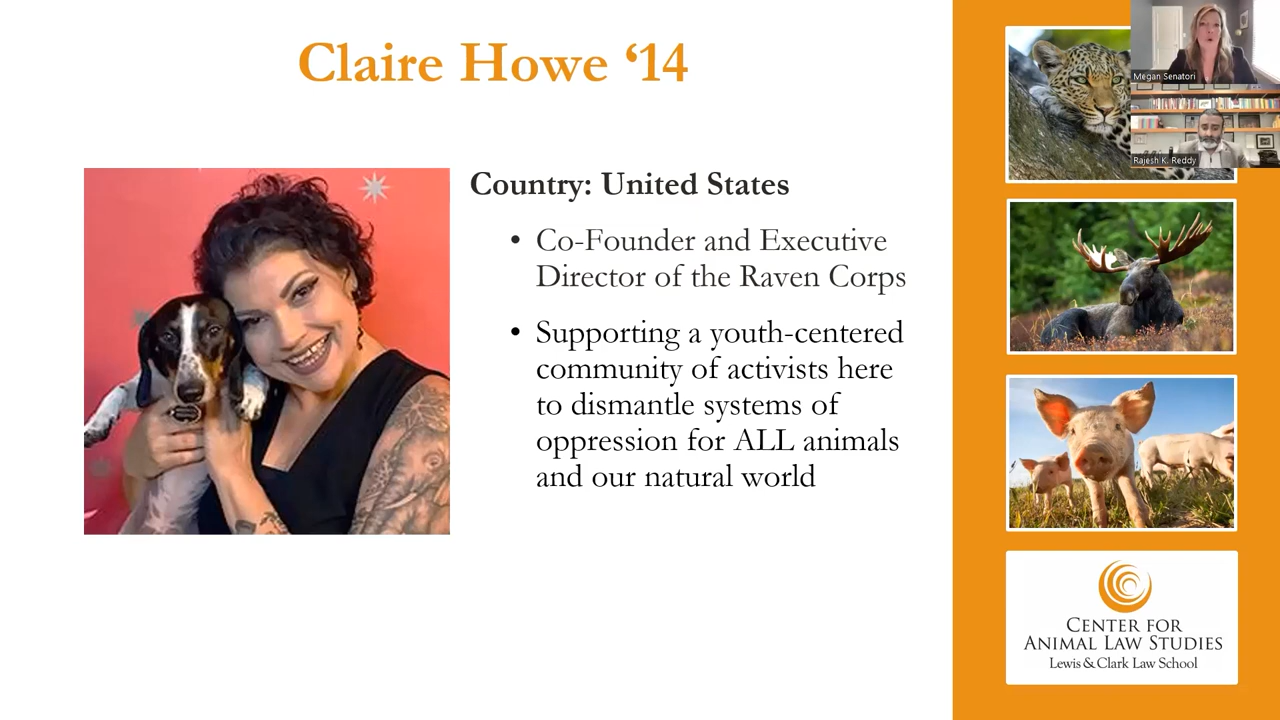 Claire Howe ‘14
Country: United States
• Co-Founder and Executive
Director of the Raven Corps
• Supporting a youth-centered
community of activists here
to dismantle systems of
oppression for ALL animals
and our natural world
Megan Senatori
Rajesh K. Reddy
CENTER FOR
ANIMAL LAW STUDIES
Lewis & Clark Law School